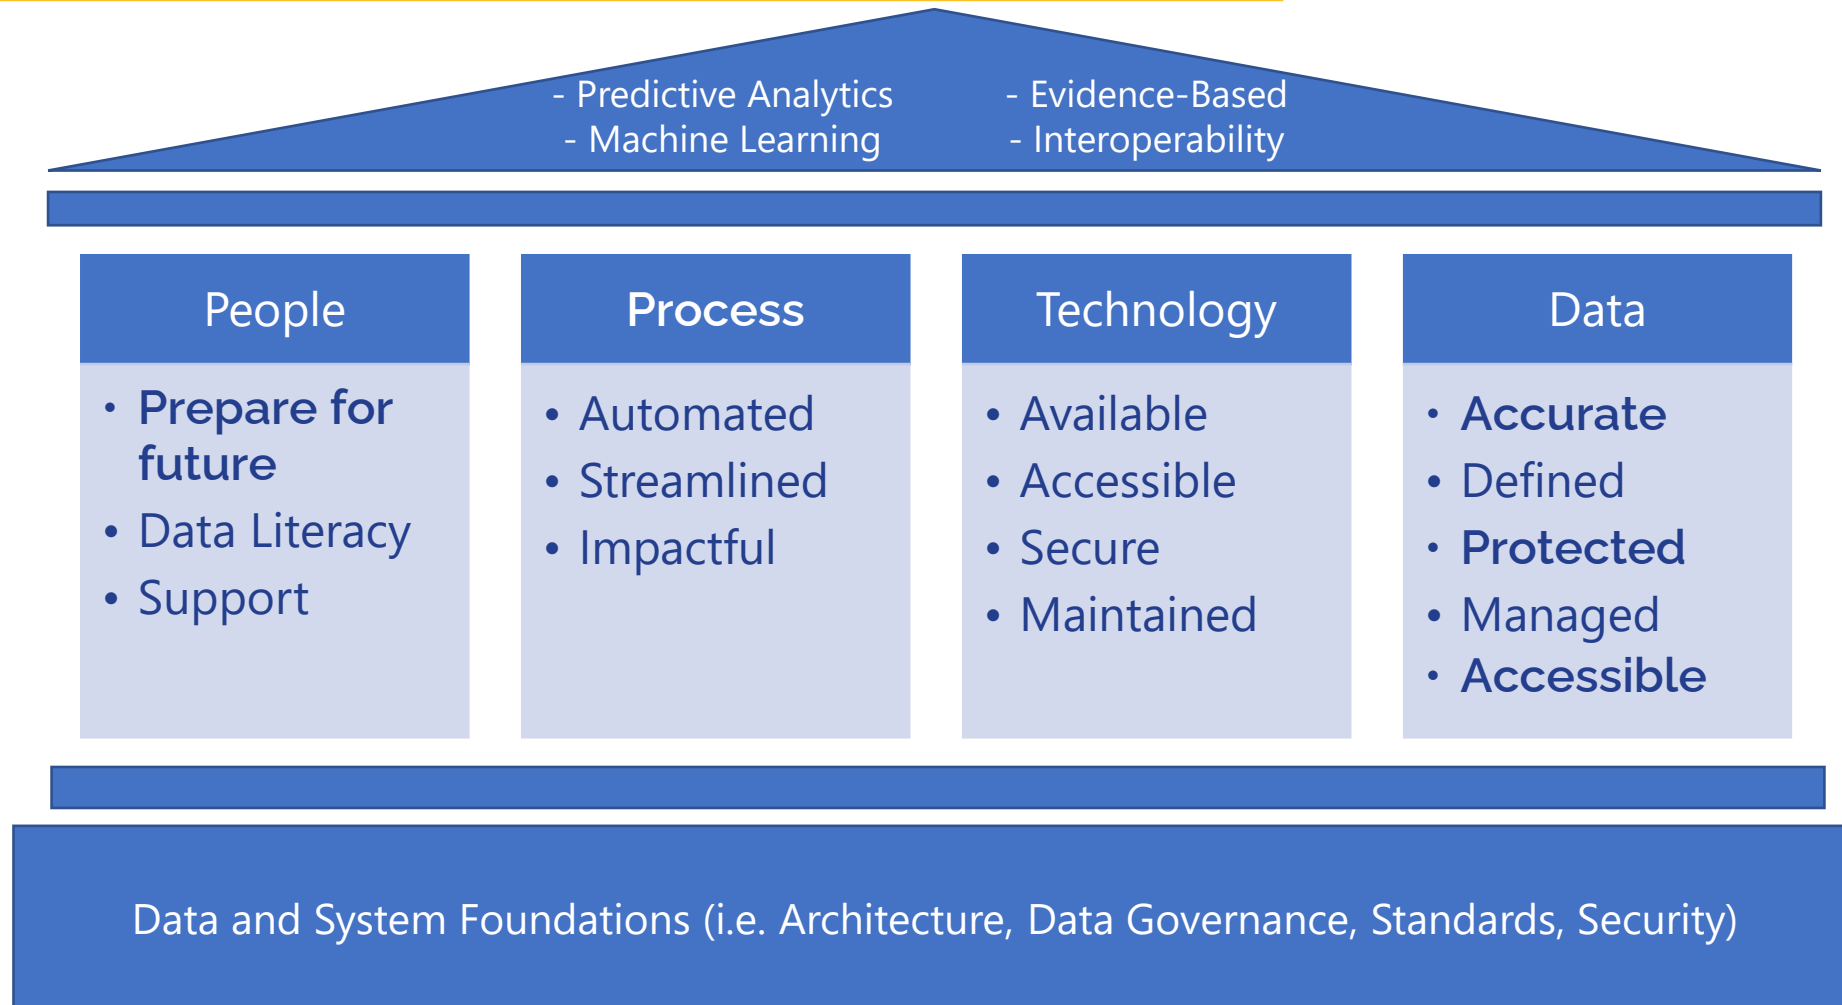 - Predictive Analytics
- Machine Learning
- Evidence-Based
- Interoperability
People
• Prepare for
future
• Data Literacy
• Support
Process
• Automated
• Streamlined
• Impactful
Technology
• Available
• Accessible
• Secure
• Maintained
Data
• Accurate
• Defined
• Protected
• Managed
• Accessible
Data and System Foundations (i.e. Architecture, Data Governance, Standards, Security)